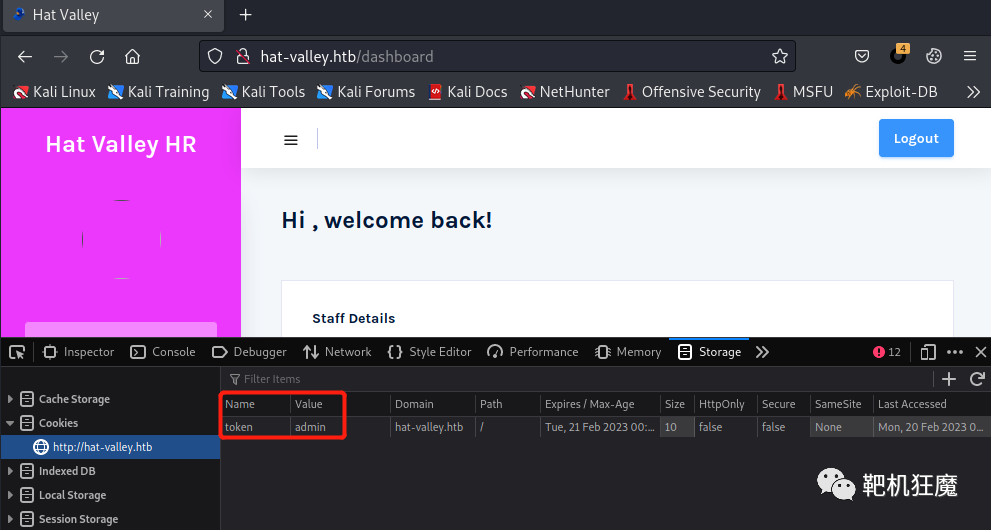 Hat Valley
hat-valley.htb/dashboard
4
Kali Linux Kali Training Kali Tools Kali Forums Kali Docs NetHunter Offensive Security MSFU Exploit-DB
Hat Valley HR
Logout
Hi , welcome back!
Staff Details
Inspector Console Debugger Network Style Editor Performance Memory Storage 12
Filter Items
Cache Storage
Cookies
http://hat-valley.htb
Indexed DB
Local Storage
Session Storage
Name Value Domain Path Expires / Max-Age Size HttpOnly Secure SameSite Last Accessed
token admin hat-valley.htb / Tue, 21 Feb 2023 00:... 10 false false None Mon, 20 Feb 2023 0...
靶机狂魔